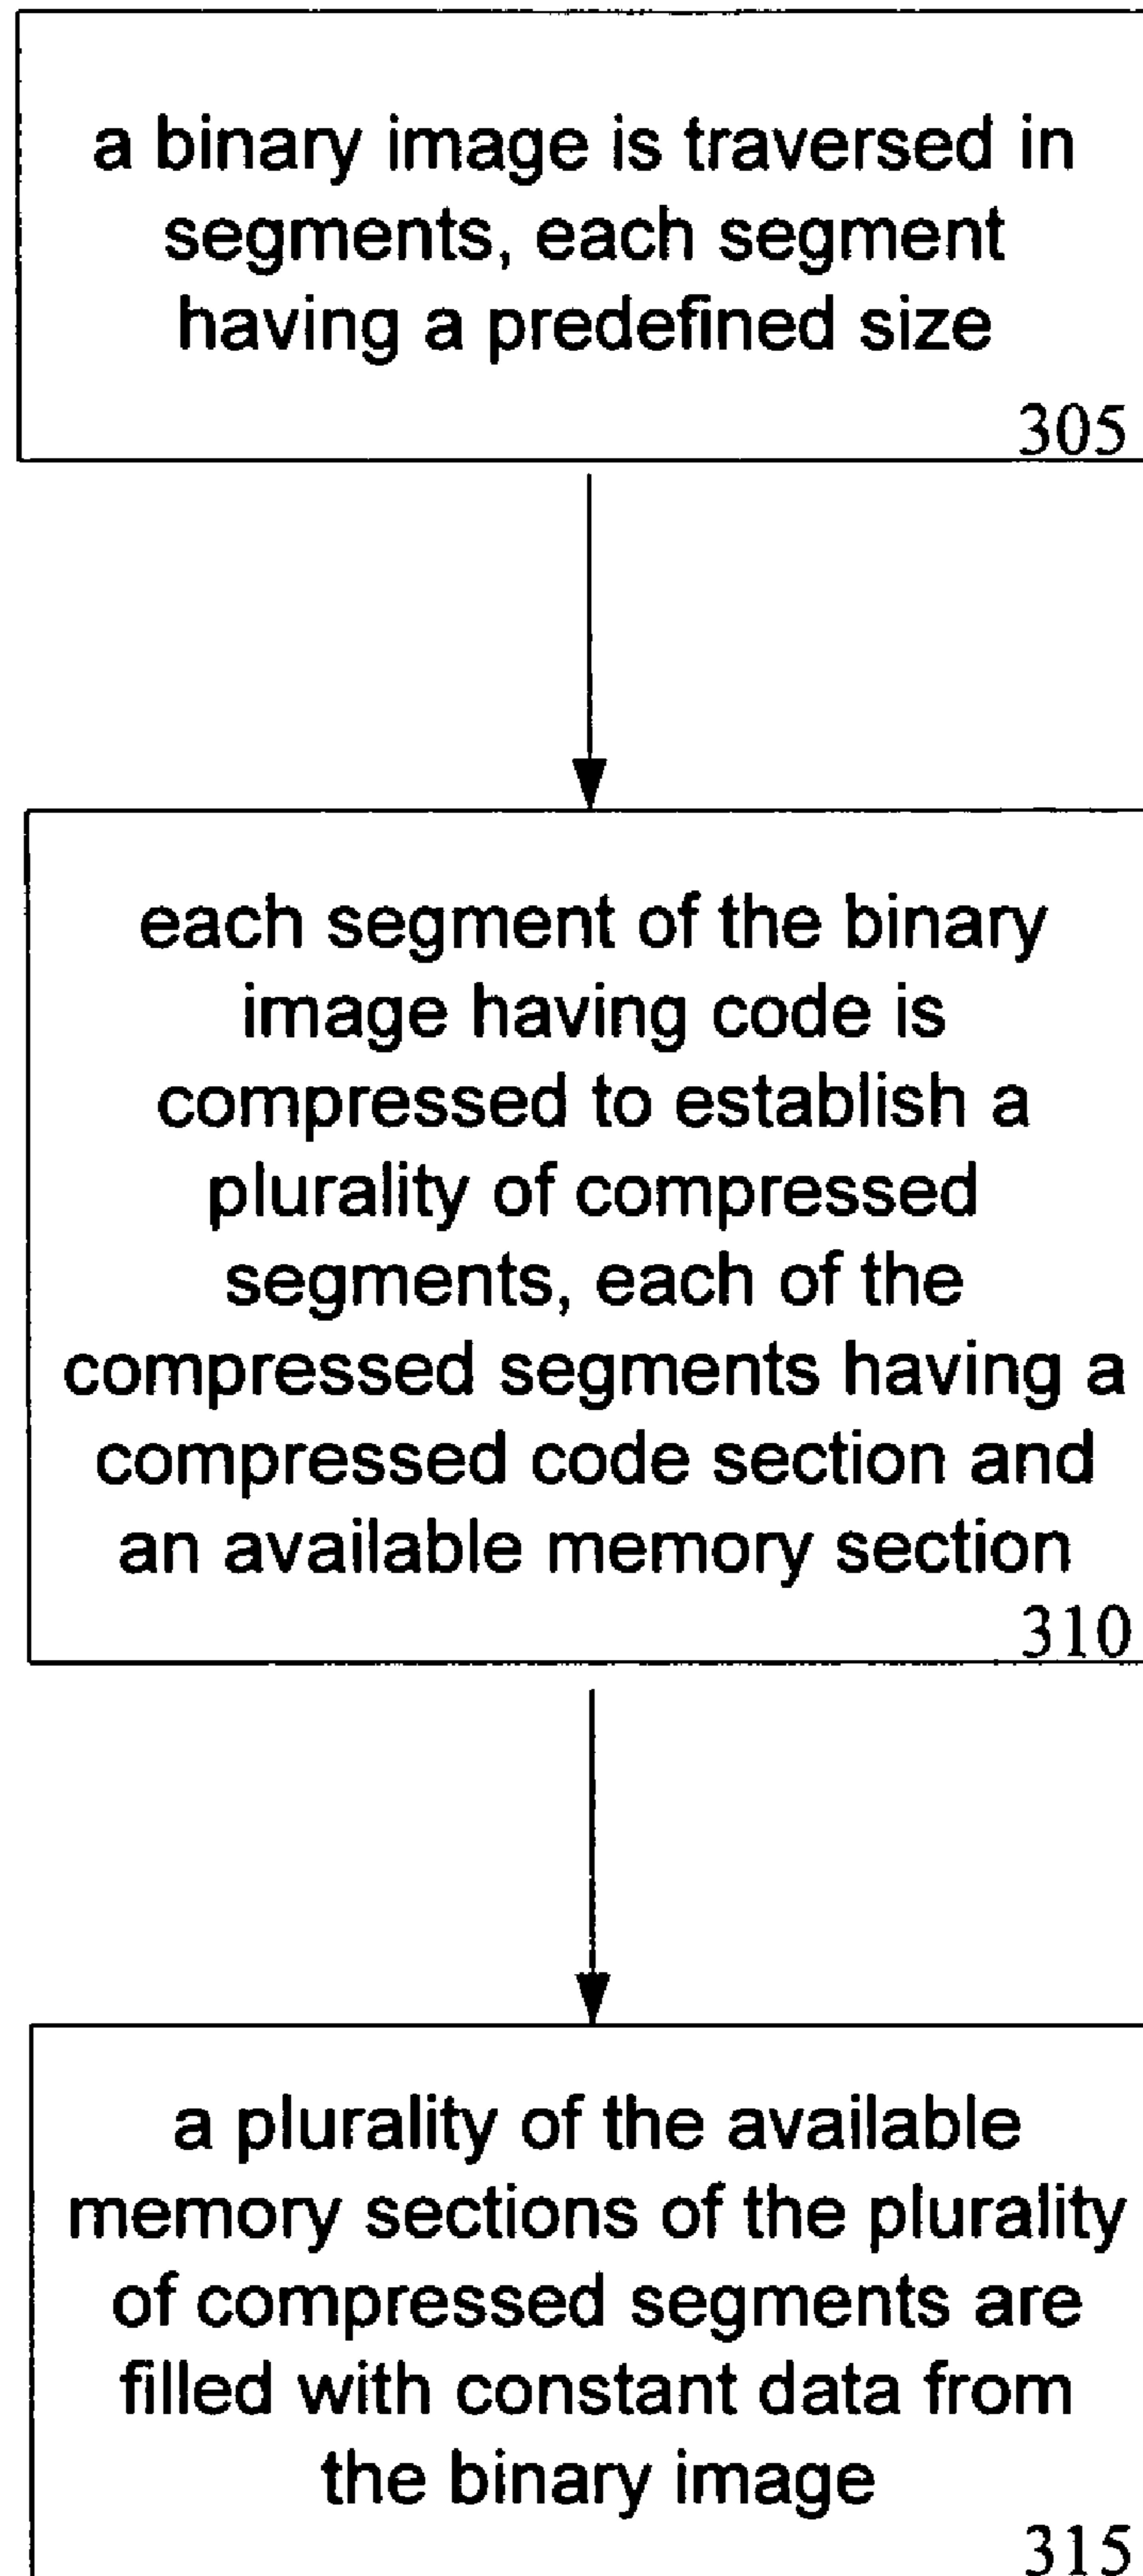 a binary image is traversed in
segments, each segment
having a predefined size
305
each segment of the binary
image having code is
compressed to establish a
plurality of compressed
segments, each of the
compressed segments having a
compressed code section and
an available memory section
310
a plurality of the available
memory sections of the plurality
of compressed segments are
filled with constant data from
the binary image
315